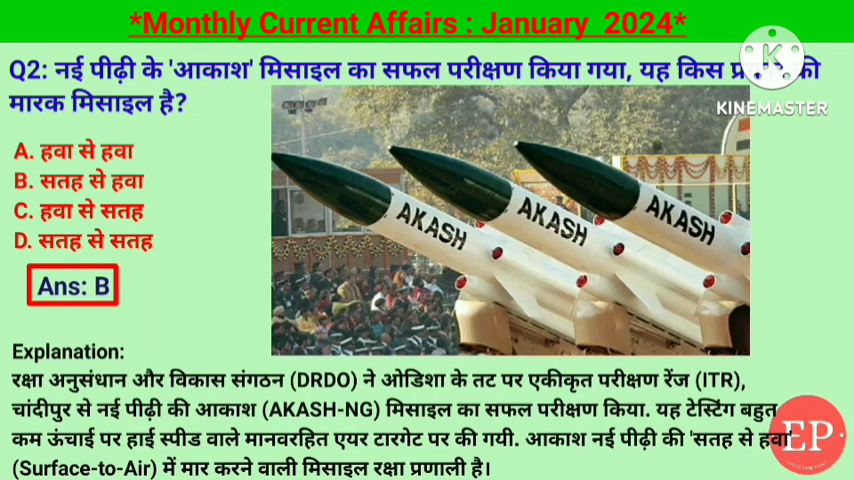 *Monthly Current Affairs : January 2024*
Q2: नई पीढ़ी के 'आकाश' मिसाइल का सफल परीक्षण किया गया, यह किस की
मारक मिसाइल है?
KINEMASTER
A. हवा से हवा
B. सतह से हवा
C. हवा से सतह
D. सतह से सतह
AKASH
AKASH
AKASH
Ans: B
Explanation:
रक्षा अनुसंधान और विकास संगठन (DRDO) ने ओडिशा के तट पर एकीकृत परीक्षण रेंज (ITR),
चांदीपुर से नई पीढ़ी की आकाश (AKASH-NG) मिसाइल का सफल परीक्षण किया. यह टेस्टिंग बहुत
कम ऊंचाई पर हाई स्पीड वाले मानवरहित एयर टारगेट पर की गयी. आकाश नई पीढ़ी की 'सतह से हवा'
(Surface-to-Air) में मार करने वाली मिसाइल रक्षा प्रणाली है।
EP